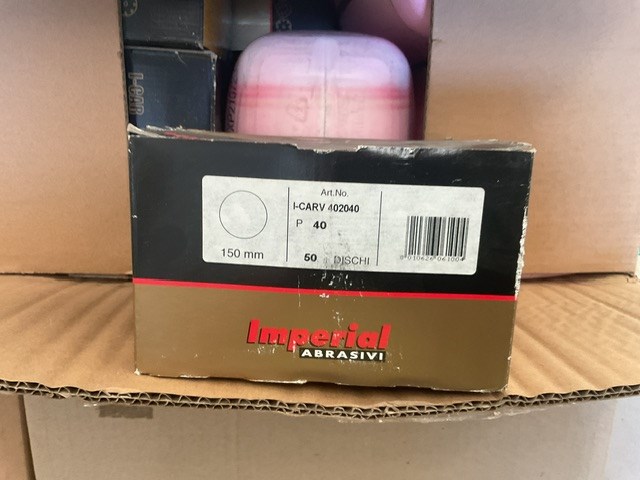 Art.No.
I-CARV 402040
P 40
150 mm
50 DISCHI
Imperial
ABRASIVI